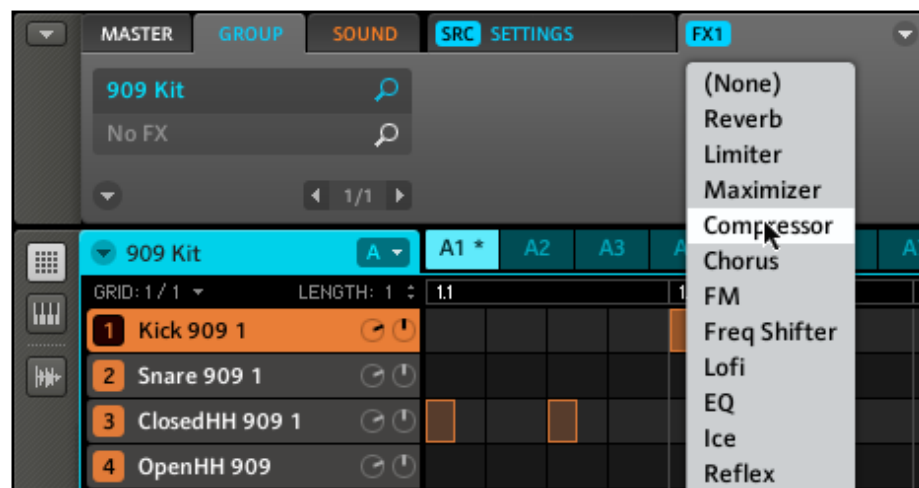 MASTER GROUP SOUND SRC SETTINGS FX1
909 Kit
No FX
1/1
(None)
Reverb
Limiter
Maximizer
Compressor
Chorus
FM
Freq Shifter
Lofi
EQ
Ice
Reflex
909 Kit A A1 * A2 A3
GRID: 1 / 1 LENGTH: 1 1.1
1 Kick 909 1
2 Snare 909 1
3 ClosedHH 909 1
4 OpenHH 909